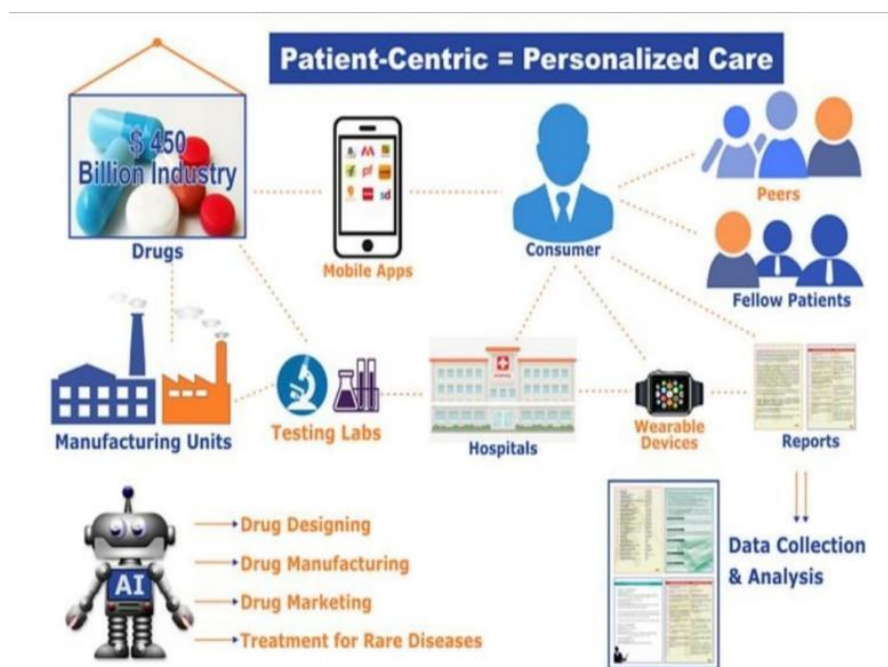 Patient-Centric = Personalized Care
$ 450
Billion Industry
Drugs
Mobile Apps
Consumer
Peers
Fellow Patients
Manufacturing Units
Testing Labs
Hospitals
Wearable
Devices
Reports
AI
Drug Designing
Drug Manufacturing
Drug Marketing
Treatment for Rare Diseases
Data Collection
& Analysis